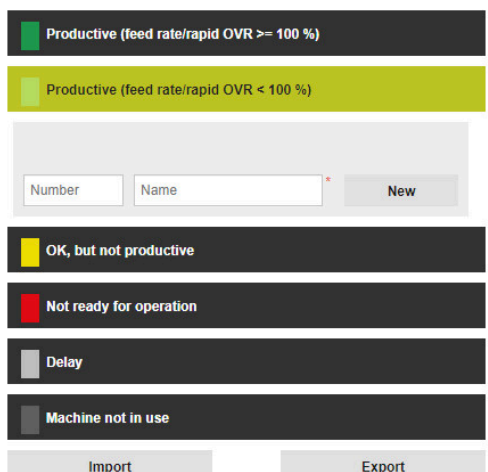 Productive (feed rate/rapid OVR >= 100 %)
Productive (feed rate/rapid OVR < 100 %)
Number Name * New
OK, but not productive
Not ready for operation
Delay
Machine not in use
Import Export